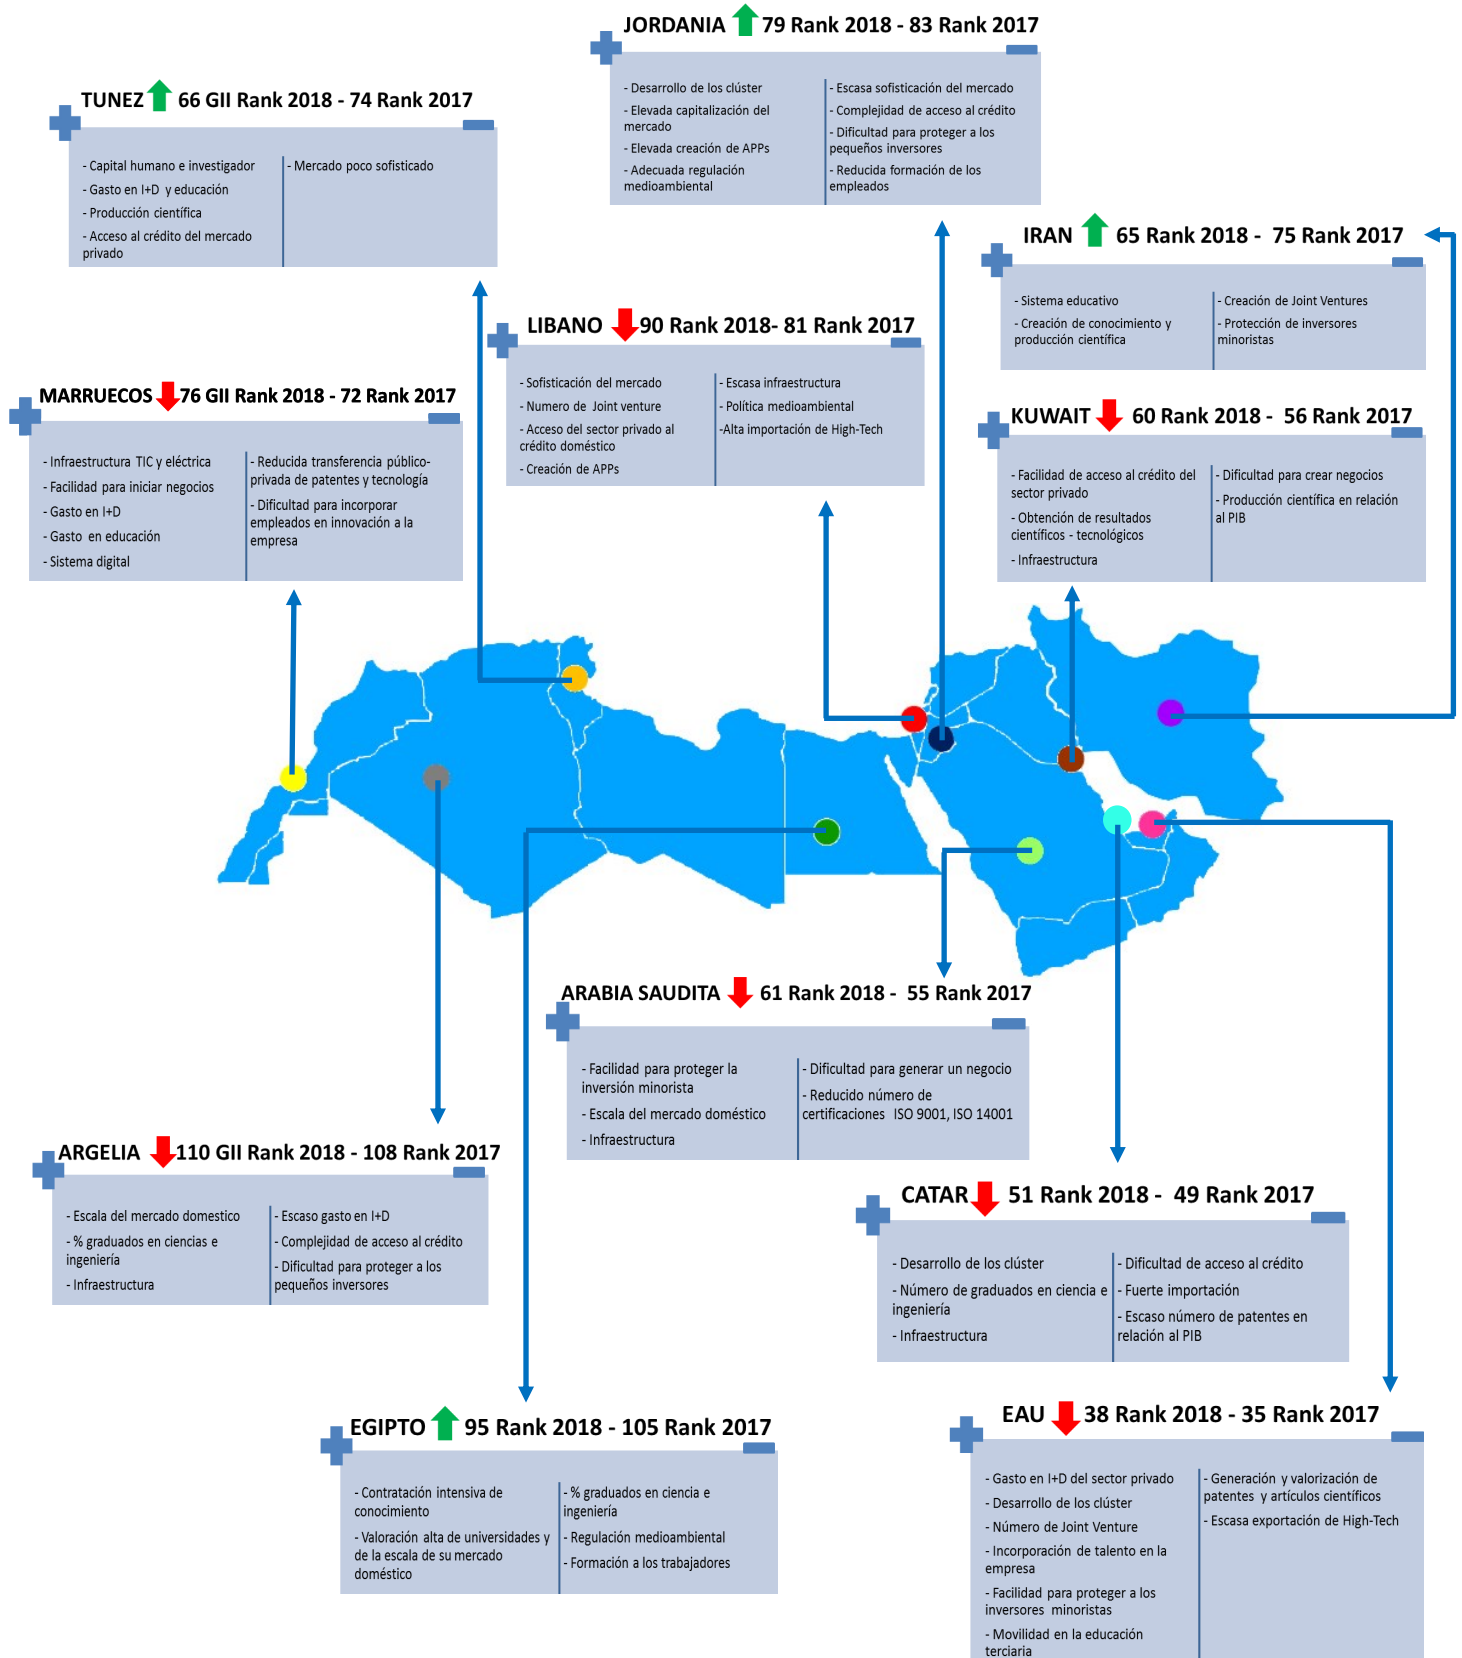 JORDANIA 79 Rank 2018 - 83 Rank 2017
- Desarrollo de los clúster
- Elevada capitalización del
mercado
- Elevada creación de APPs
- Adecuada regulación
medioambiental
- Escasa sofisticación del mercado
- Complejidad de acceso al crédito
- Dificultad para proteger a los
pequeños inversores
- Reducida formación de los
empleados
TUNEZ 66 GII Rank 2018 - 74 Rank 2017
- Capital humano e investigador
- Gasto en I+D y educación
- Producción científica
- Acceso al crédito del mercado
privado
- Mercado poco sofisticado
IRAN 65 Rank 2018 - 75 Rank 2017
- Sistema educativo
- Creación de conocimiento y
producción científica
- Creación de Joint Ventures
- Protección de inversores
minoristas
LIBANO 90 Rank 2018- 81 Rank 2017
- Sofisticación del mercado
- Numero de Joint venture
- Acceso del sector privado al
crédito doméstico
- Creación de APPs
- Escasa infraestructura
- Política medioambiental
-Alta importación de High-Tech
MARRUECOS 76 GII Rank 2018 - 72 Rank 2017
- Infraestructura TIC y eléctrica
- Facilidad para iniciar negocios
- Gasto en I+D
- Gasto en educación
- Sistema digital
- Reducida transferencia público-
privada de patentes y tecnología
- Dificultad para incorporar
empleados en innovación a la
empresa
KUWAIT 60 Rank 2018 - 56 Rank 2017
- Facilidad de acceso al crédito del
sector privado
- Obtención de resultados
científicos - tecnológicos
- Infraestructura
- Dificultad para crear negocios
- Producción científica en relación
al PIB
ARABIA SAUDITA 61 Rank 2018 - 55 Rank 2017
- Facilidad para proteger la
inversión minorista
- Escala del mercado doméstico
- Infraestructura
- Dificultad para generar un negocio
- Reducido número de
certificaciones ISO 9001, ISO 14001
ARGELIA 110 GII Rank 2018 - 108 Rank 2017
- Escala del mercado domestico
- % graduados en ciencias e
ingeniería
- Infraestructura
- Escaso gasto en I+D
- Complejidad de acceso al crédito
- Dificultad para proteger a los
pequeños inversores
CATAR 51 Rank 2018 - 49 Rank 2017
- Desarrollo de los clúster
- Número de graduados en ciencia e
ingeniería
- Infraestructura
- Dificultad de acceso al crédito
- Fuerte importación
- Escaso número de patentes en
relación al PIB
EGIPTO 95 Rank 2018 - 105 Rank 2017
- Contratación intensiva de
conocimiento
- Valoración alta de universidades y
de la escala de su mercado
doméstico
- % graduados en ciencia e
ingeniería
- Regulación medioambiental
- Formación a los trabajadores
EAU 38 Rank 2018 - 35 Rank 2017
- Gasto en I+D del sector privado
- Desarrollo de los clúster
- Número de Joint Venture
- Incorporación de talento en la
empresa
- Facilidad para proteger a los
inversores minoristas
- Movilidad en la educación
terciaria
- Generación y valorización de
patentes y artículos científicos
- Escasa exportación de High-Tech